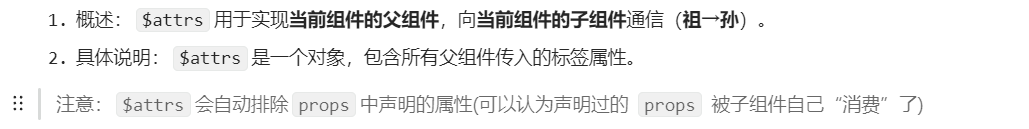 1. 概述： $attrs 用于实现当前组件的父组件，向当前组件的子组件通信（祖→孙）。
2. 具体说明： $attrs 是一个对象，包含所有父组件传入的标签属性。
注意： $attrs 会自动排除 props 中声明的属性(可以认为声明过的 props 被子组件自己“消费”了)